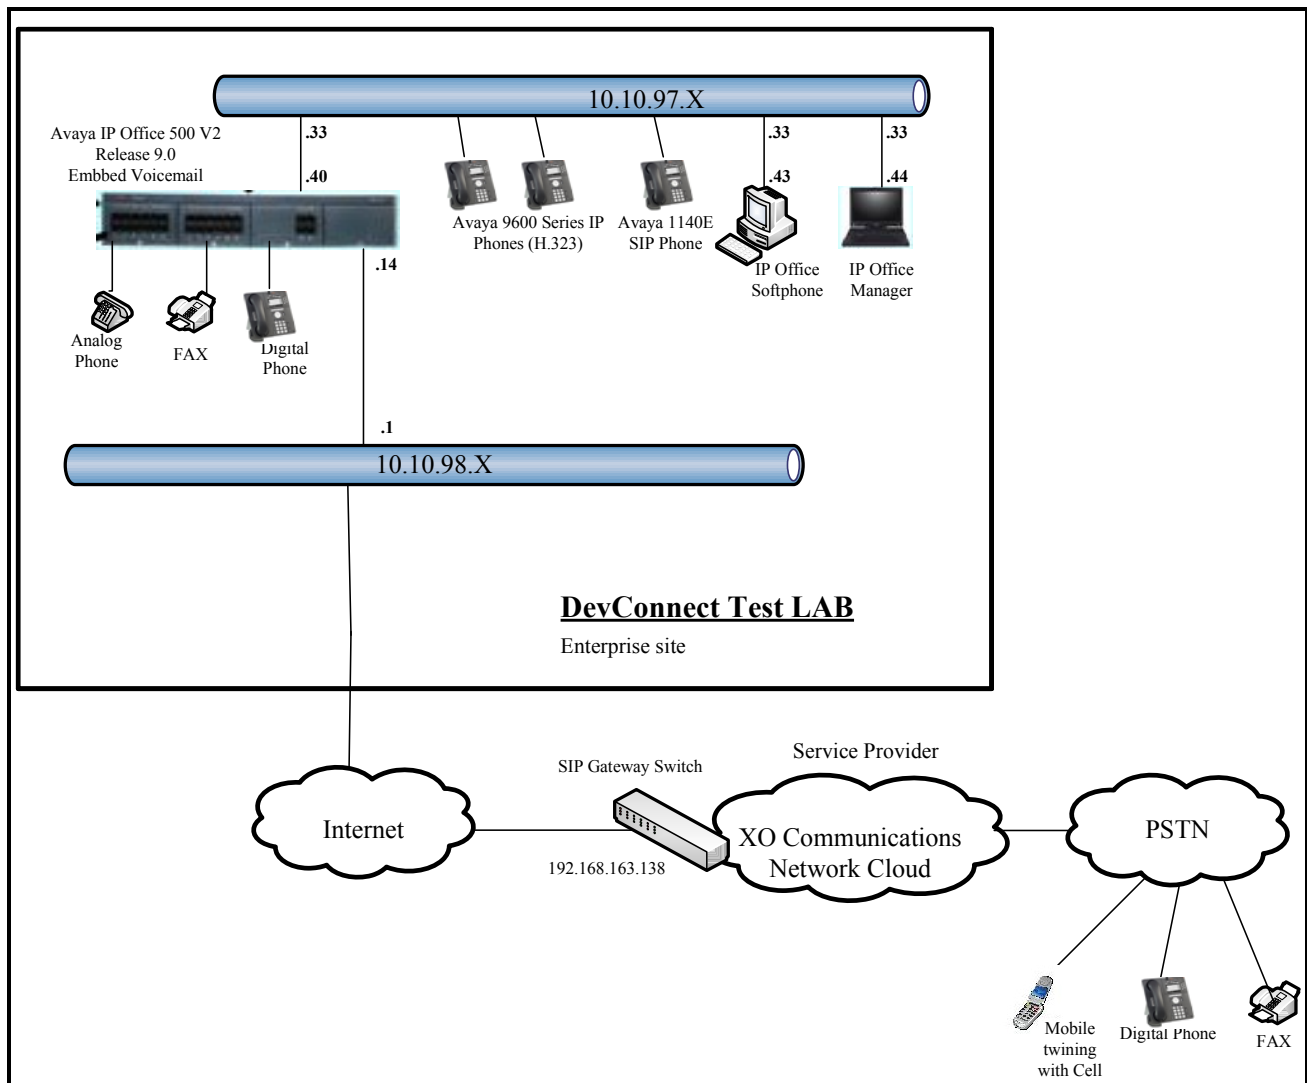 10.10.97.X
Avaya IP Office 500 V2
Release 9.0
Embbed Voicemail
.33
.40
.33
.43
.33
.44
Avaya 9600 Series IP
Phones (H.323)
Avaya 1140E
SIP Phone
IP Office
Softphone
IP Office
Manager
.14
Analog
Phone
FAX
Digital
Phone
.1
10.10.98.X
DevConnect Test LAB
Enterprise site
Service Provider
SIP Gateway Switch
Internet
XO Communications
Network Cloud
PSTN
192.168.163.138
Mobile
twining
with Cell
Digital Phone
FAX